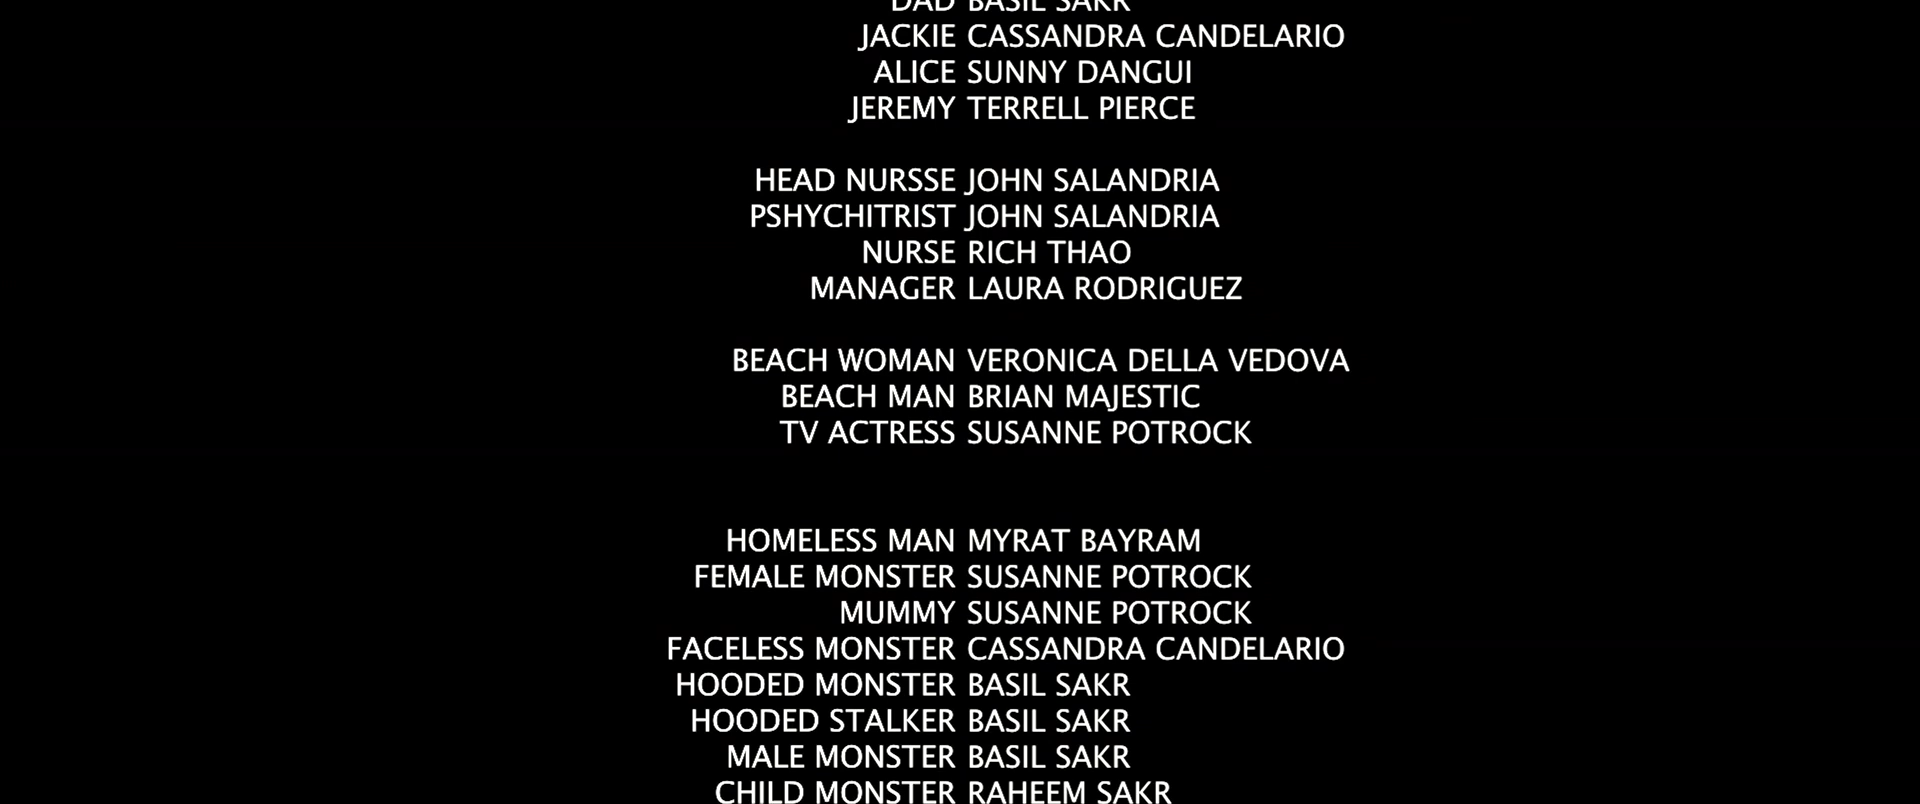 DAD BASIL SAKR
JACKIE CASSANDRA CANDELARIO
ALICE SUNNY DANGUI
JEREMY TERRELL PIERCE
HEAD NURSSE JOHN SALANDRIA
PSHYCHITRIST JOHN SALANDRIA
NURSE RICH THAO
MANAGER LAURA RODRIGUEZ
BEACH WOMAN VERONICA DELLA VEDOVA
BEACH MAN BRIAN MAJESTIC
TV ACTRESS SUSANNE POTROCK
HOMELESS MAN MYRAT BAYRAM
FEMALE MONSTER SUSANNE POTROCK
MUMMY SUSANNE POTROCK
FACELESS MONSTER CASSANDRA CANDELARIO
HOODED MONSTER BASIL SAKR
HOODED STALKER BASIL SAKR
MALE MONSTER BASIL SAKR
CHILD MONSTER RAHEEM SAKR